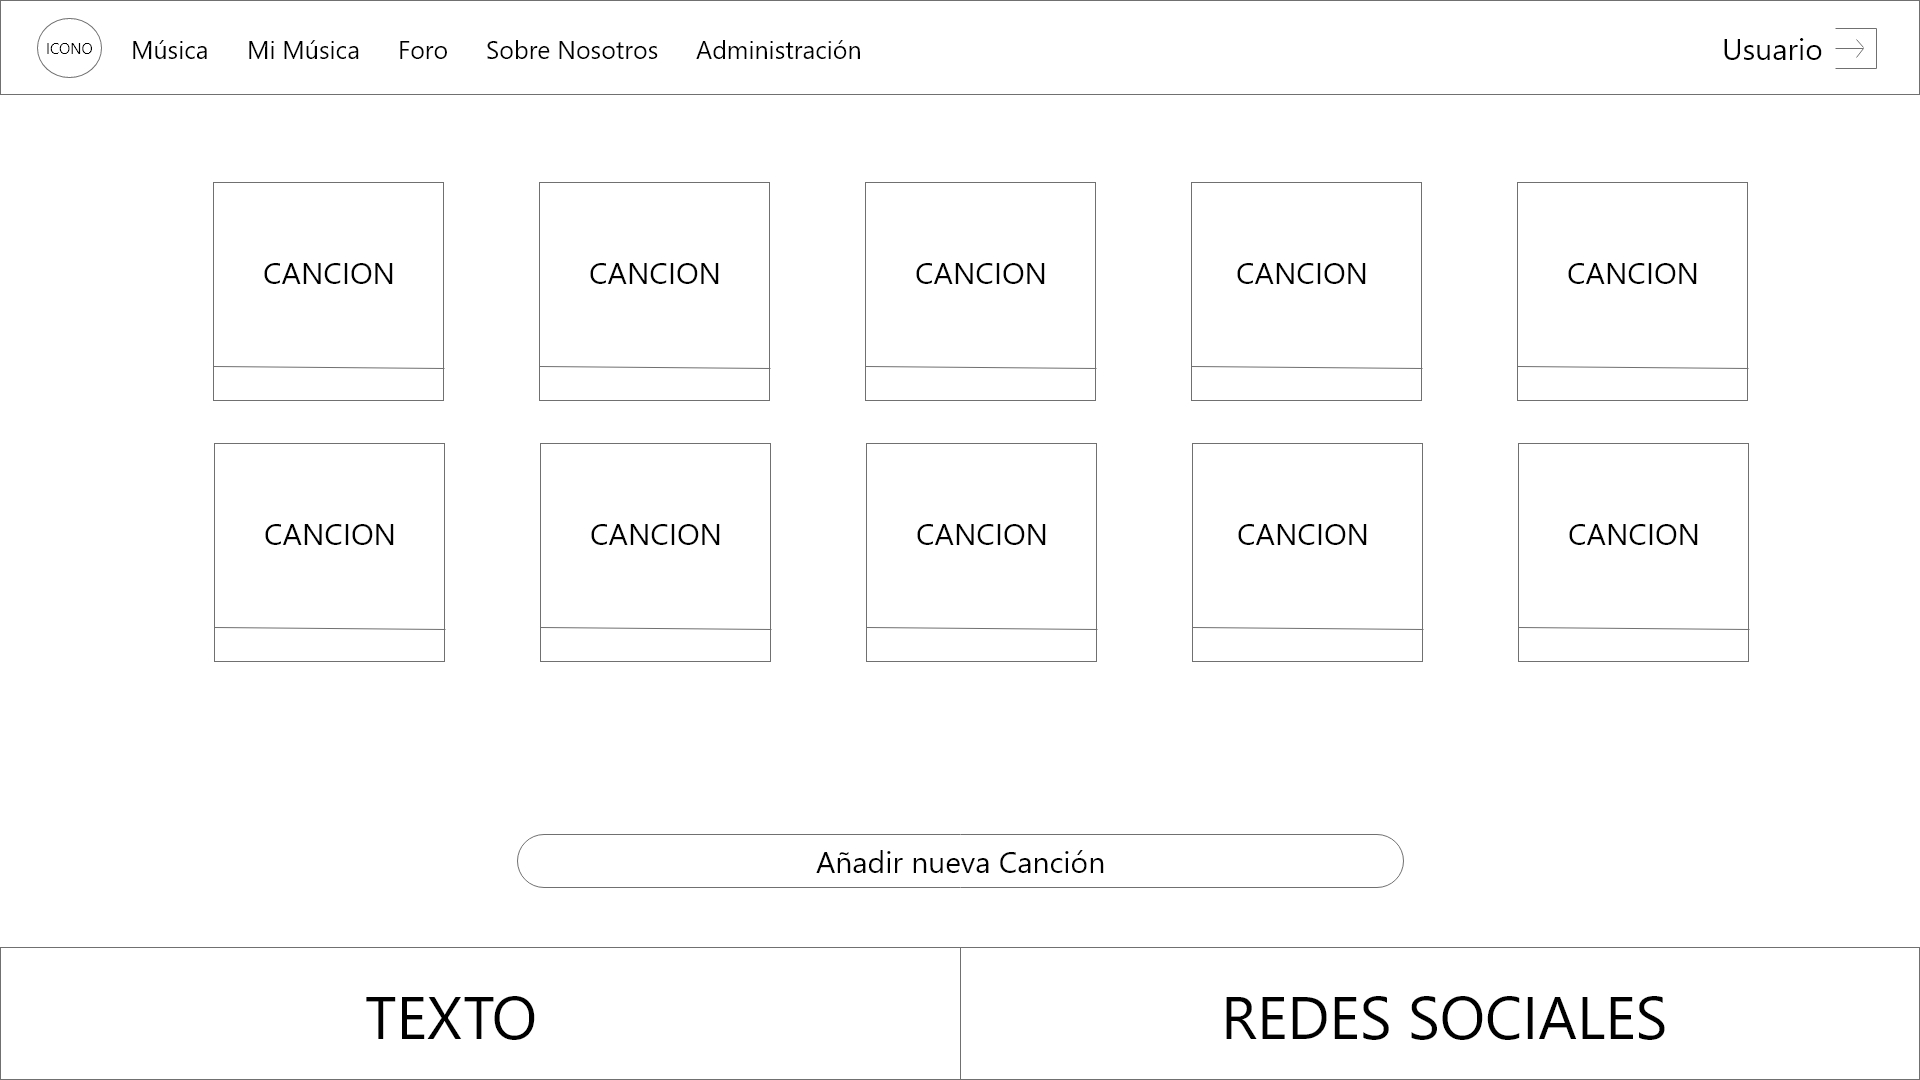 ICONO Música Mi Música Foro Sobre Nosotros Administración Usuario
CANCION CANCION CANCION CANCION CANCION
CANCION CANCION CANCION CANCION CANCION
Añadir nueva Canción
TEXTO REDES SOCIALES